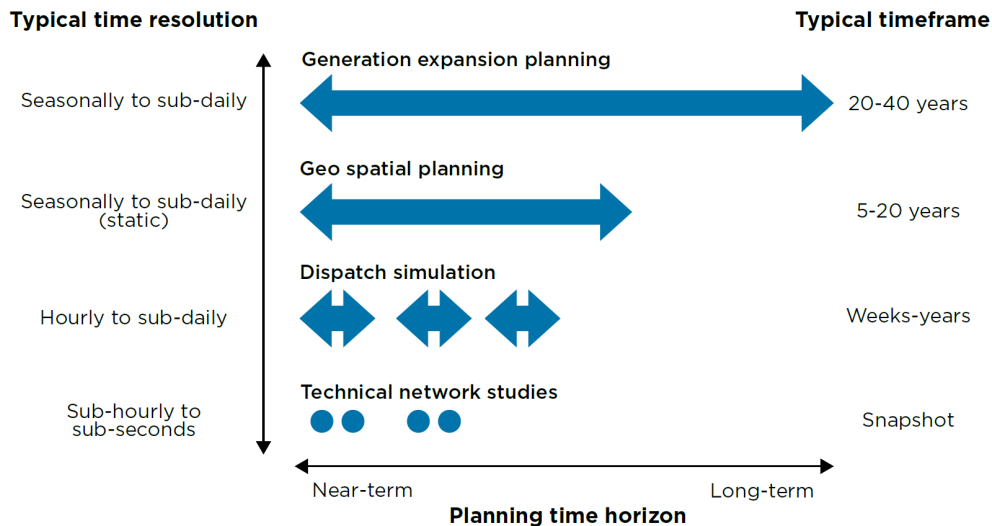 Typical time resolution
Typical timeframe
Generation expansion planning
Seasonally to sub-daily
20-40 years
Geo spatial planning
Seasonally to sub-daily
(static)
5-20 years
Dispatch simulation
Hourly to sub-daily
Weeks-years
Technical network studies
Sub-hourly to
sub-seconds
Snapshot
Near-term
Long-term
Planning time horizon